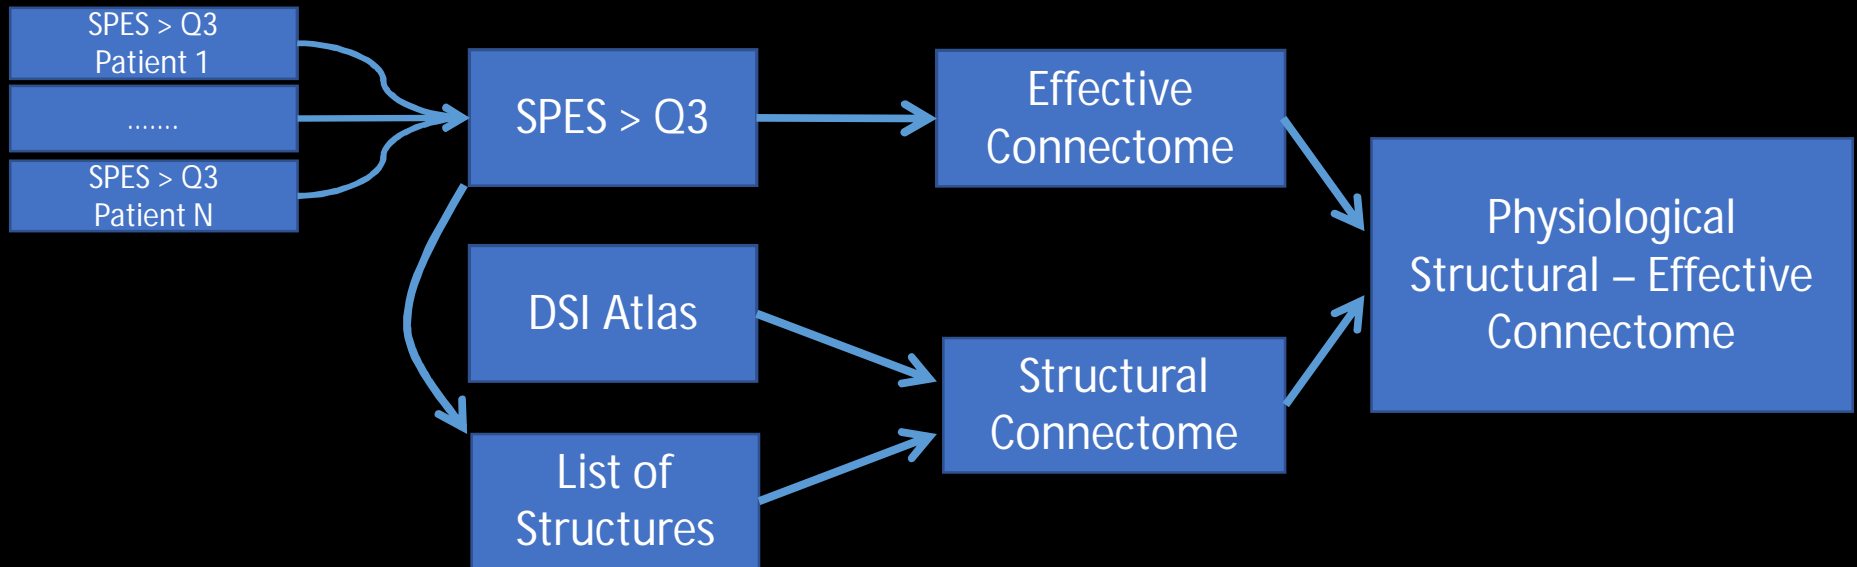 SPES > Q3
Patient 1
.......
SPES > Q3
Patient N
SPES > Q3
DSI Atlas
List of
Structures
Effective
Connectome
Structural
Connectome
Physiological
Structural – Effective
Connectome